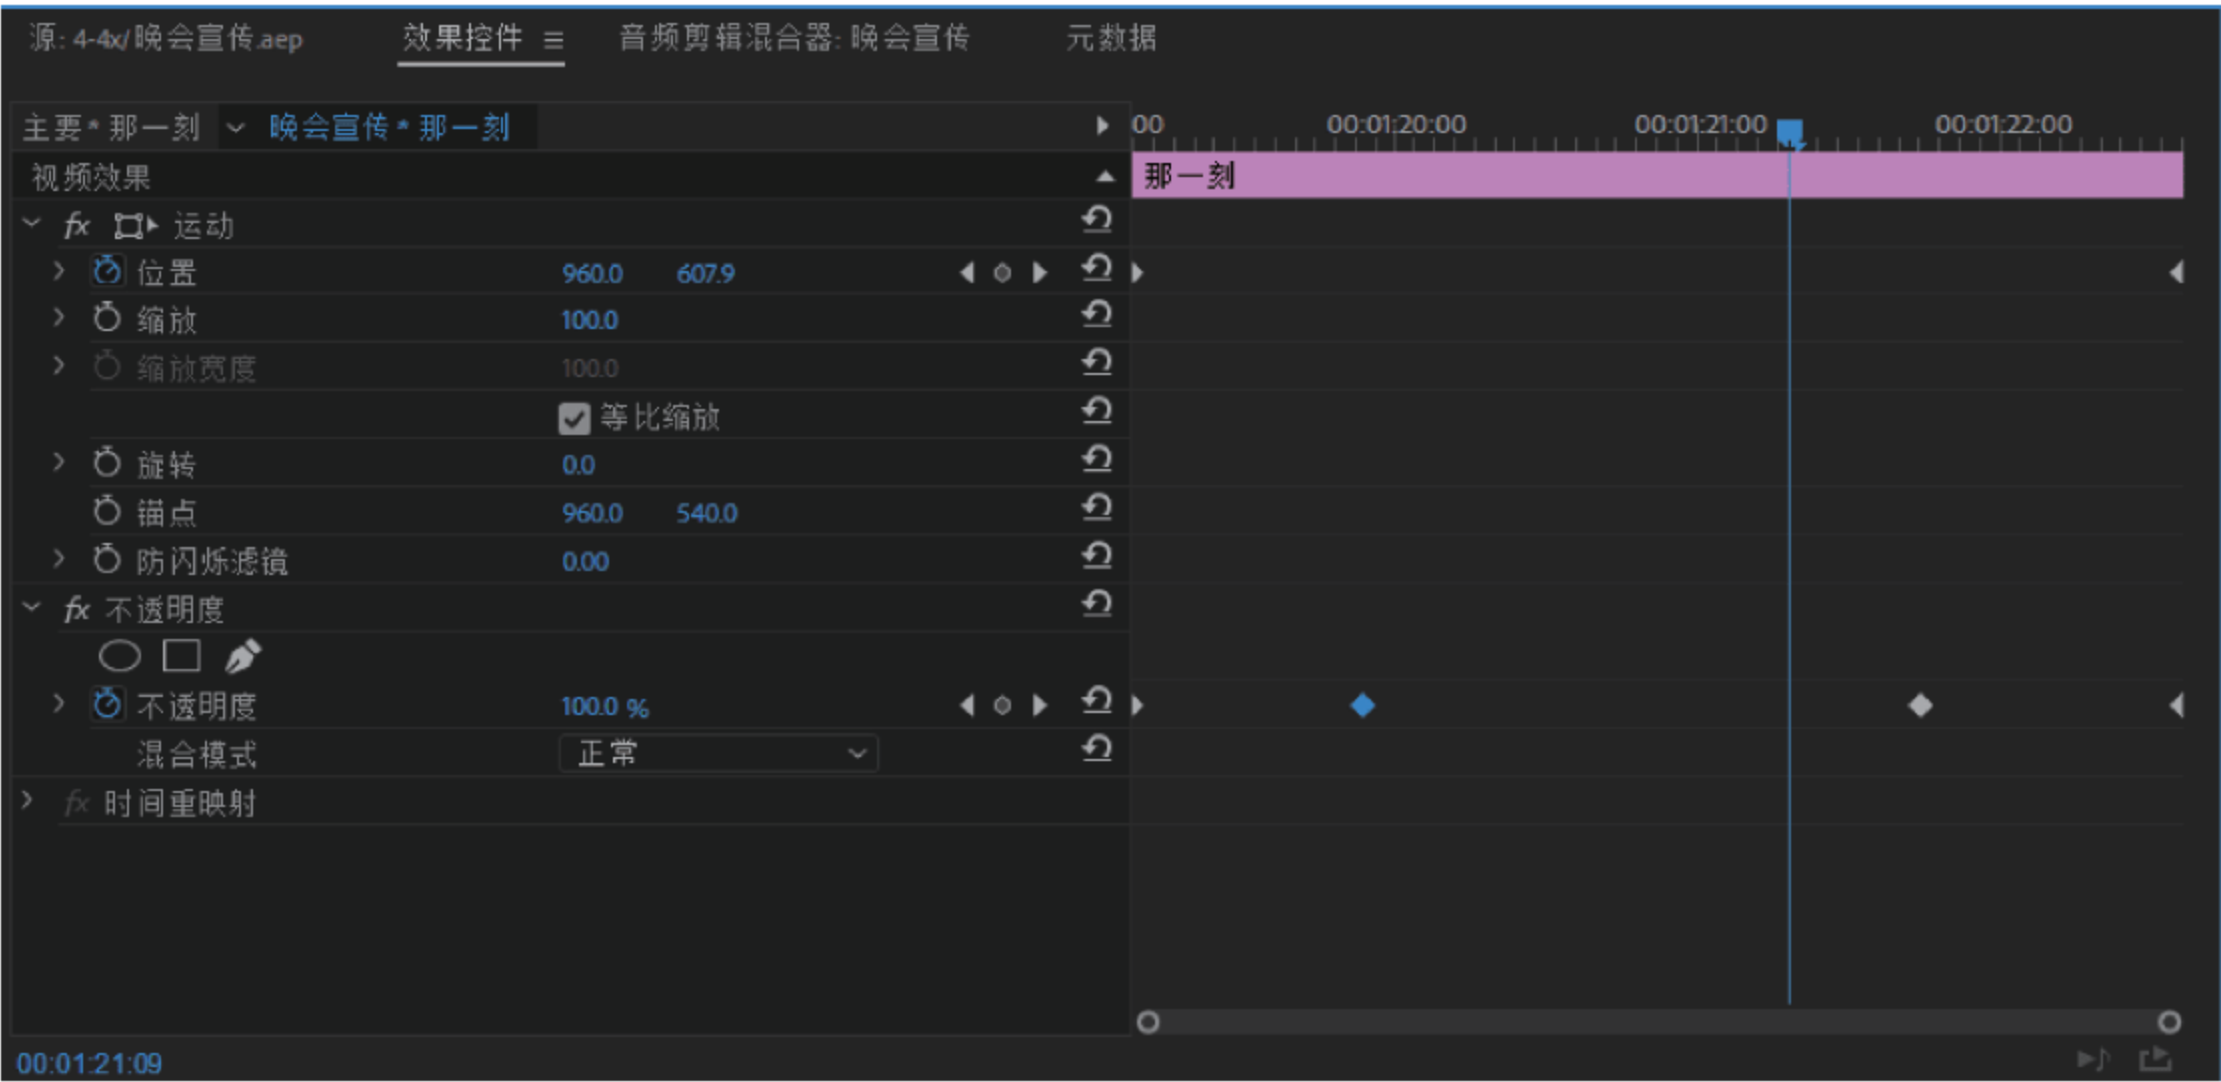 源: 4-4x/晚会宣传.aep 效果控件 音频剪辑混合器: 晚会宣传 元数据
主要*那一刻 晚会宣传*那一刻 00 00:01:20:00 00:01:21:00 00:01:22:00
视频效果 那一刻
fx 运动
位置 960.0 607.9
缩放 100.0
缩放宽度 100.0
等比缩放
旋转 0.0
锚点 960.0 540.0
防闪烁滤镜 0.00
fx 不透明度
不透明度 100.0 %
混合模式 正常
fx 时间重映射
00:01:21:09